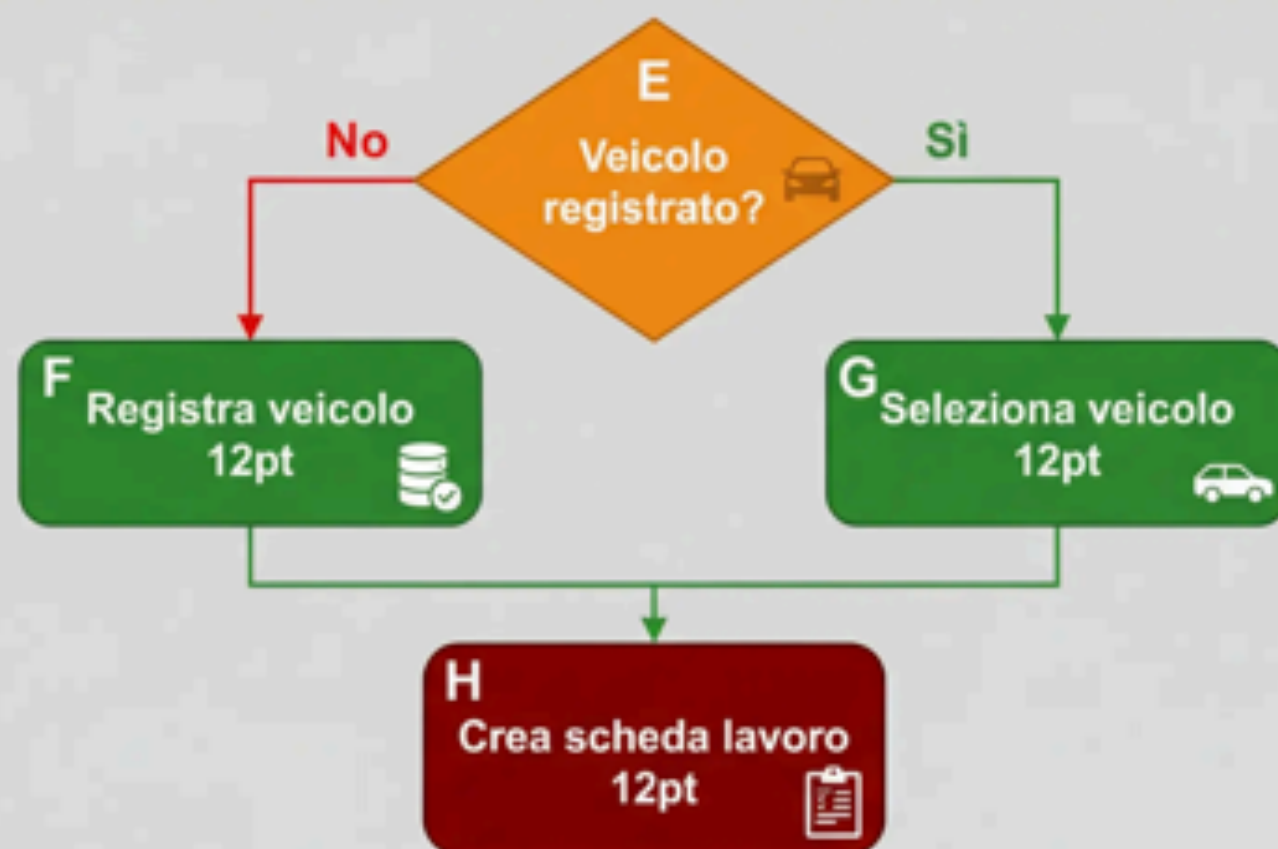 E
Veicolo
registrato?
No
Sì
F
Registra veicolo
12pt
G
Seleziona veicolo
12pt
H
Crea scheda lavoro
12pt